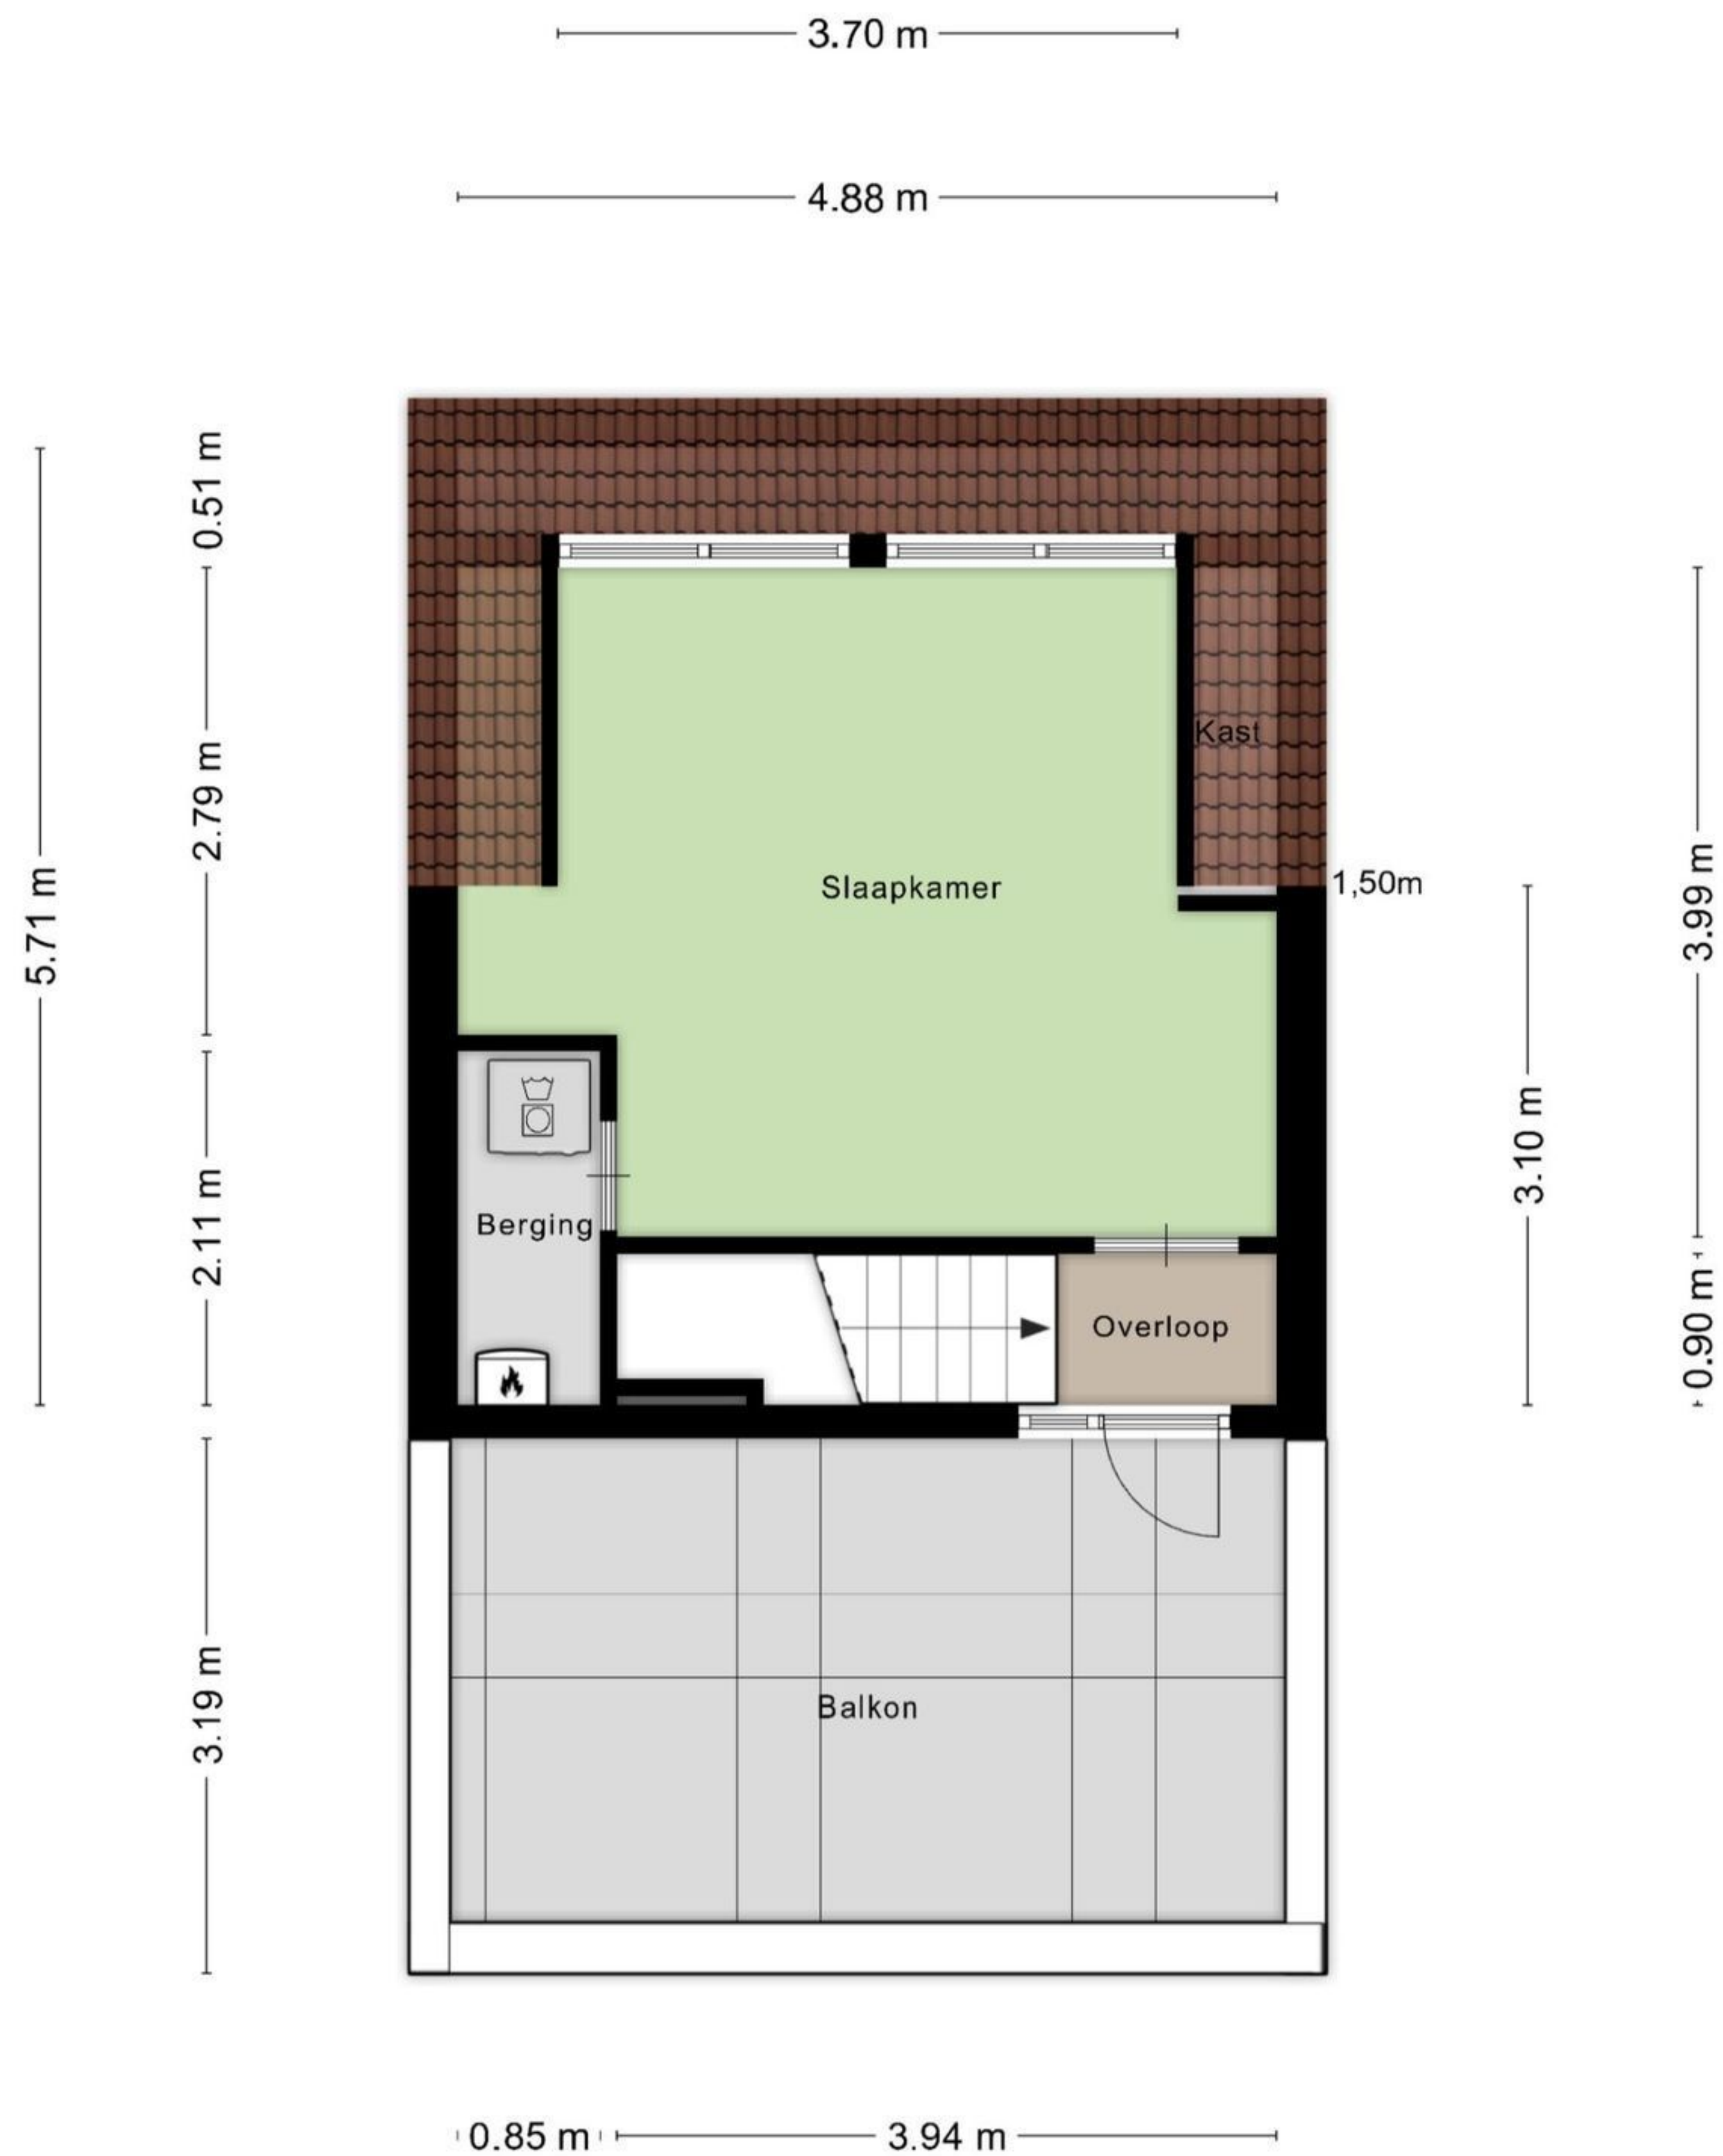 3.70 m
4.88 m
0.51 m
2.79 m
5.71 m
2.11 m
3.19 m
Kast
Slaapkamer
1,50m
3.99 m
3.10 m
0.90 m
Berging
Overloop
Balkon
0.85 m
3.94 m